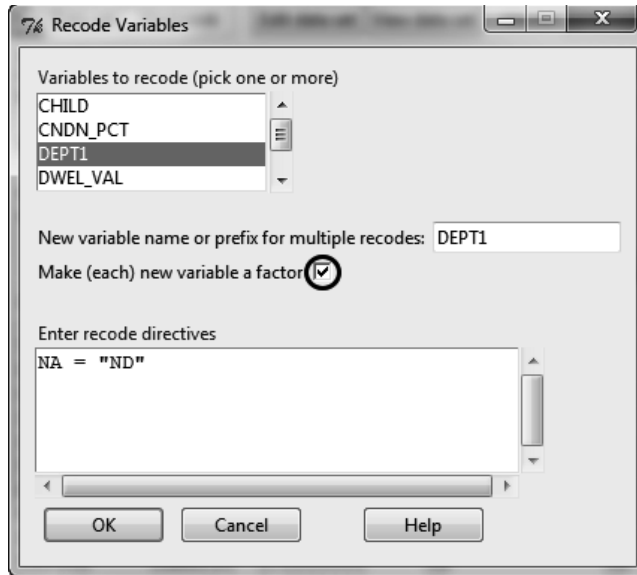 Recode Variables
Variables to recode (pick one or more)
CHILD
CNDN_PCT
DEPT1
DWEL_VAL
New variable name or prefix for multiple recodes: DEPT1
Make (each) new variable a factor
Enter recode directives
NA = "ND"
OK Cancel Help